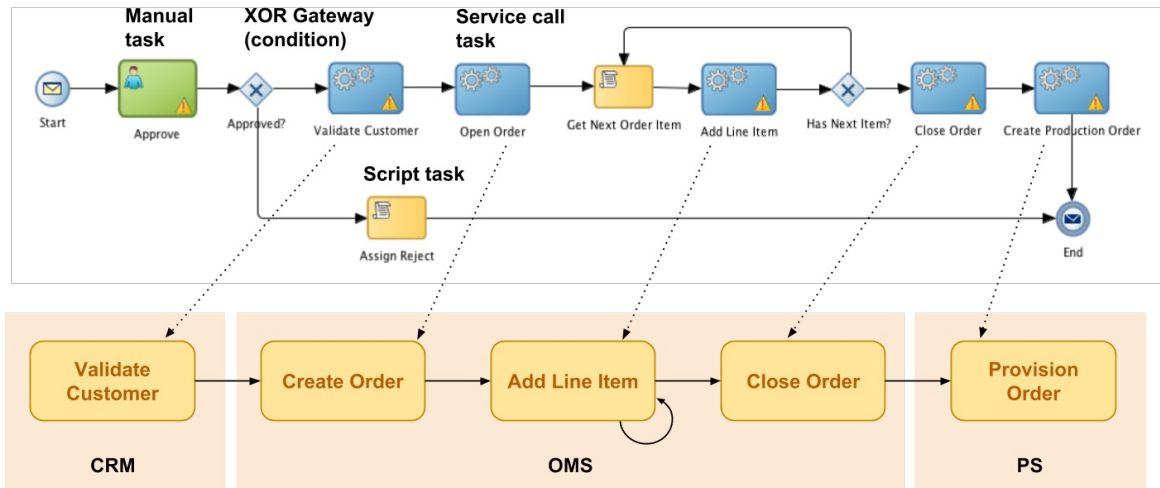 Manual
task
XOR Gateway
(condition)
Service call
task
Start
Approve
Approved?
Validate Customer
Open Order
Get Next Order Item
Add Line Item
Has Next Item?
Close Order
Create Production Order
Script task
Assign Reject
End
Validate
Customer
Create Order
Add Line Item
Close Order
Provision
Order
CRM
OMS
PS